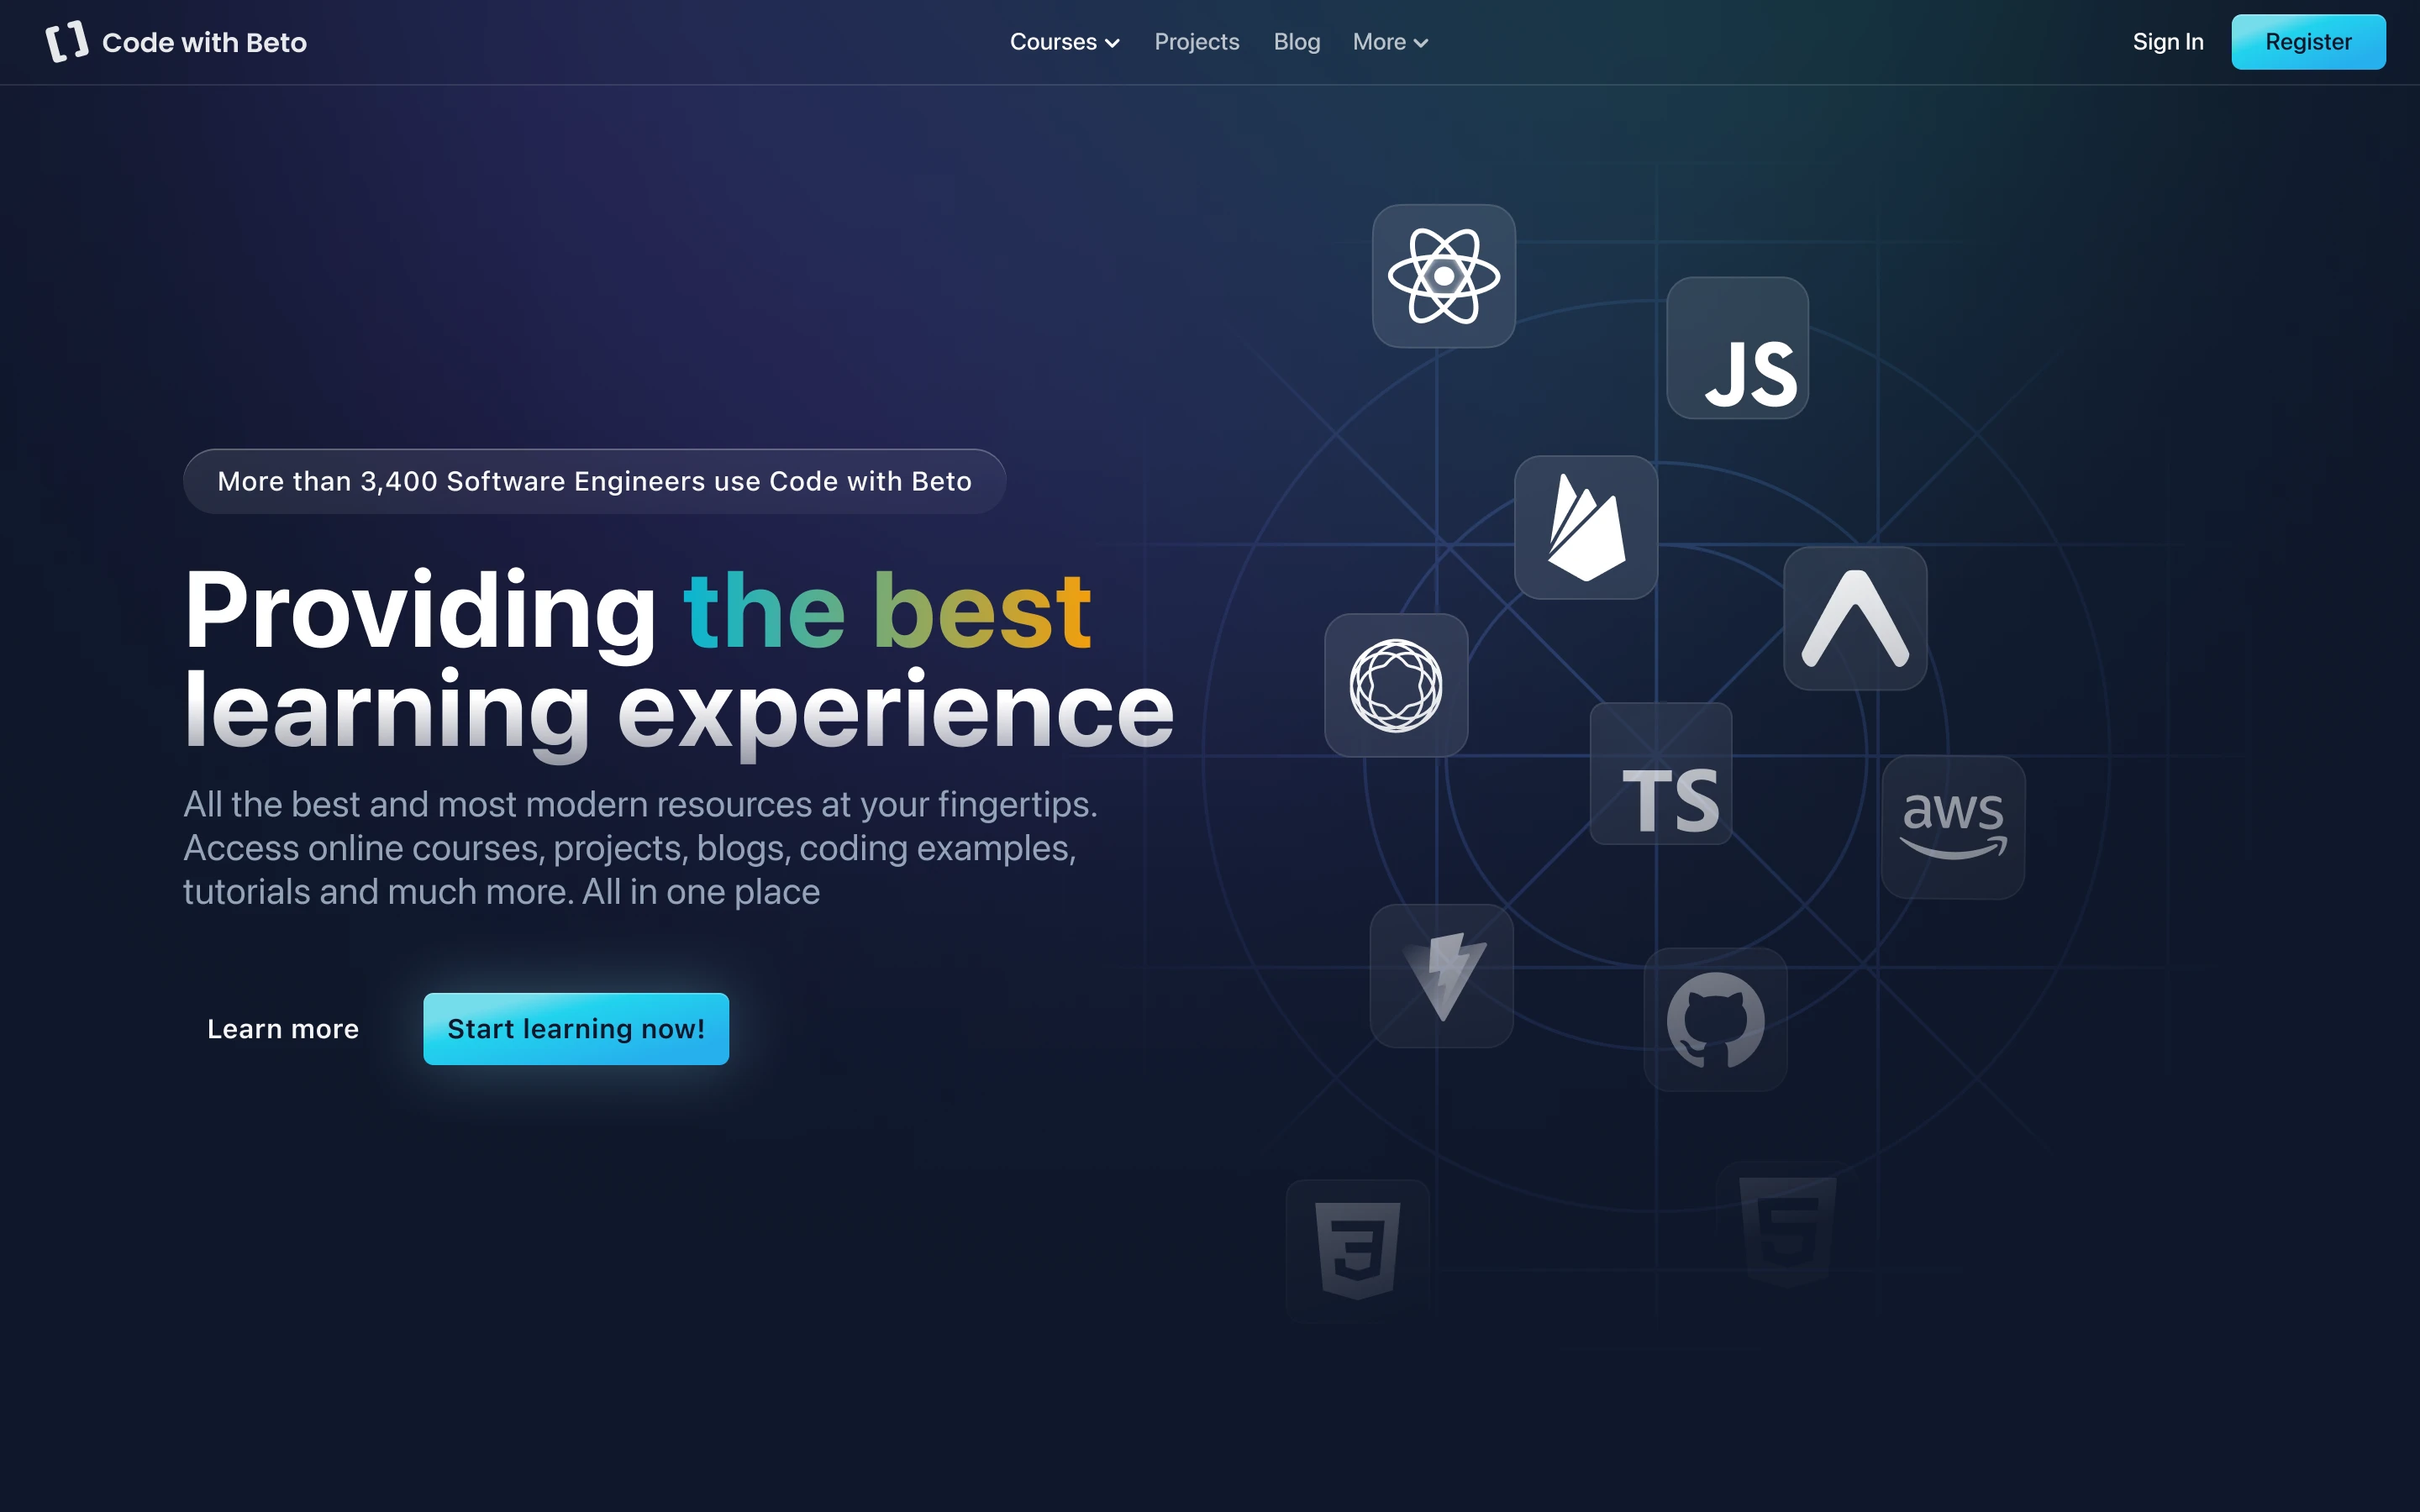 Code with Beto
Courses
Projects
Blog
More
Sign In
Register
More than 3,400 Software Engineers use Code with Beto
Providing the best
learning experience
All the best and most modern resources at your fingertips.
Access online courses, projects, blogs, coding examples,
tutorials and much more. All in one place
Learn more
Start learning now!
JS
TS
aws
3
5